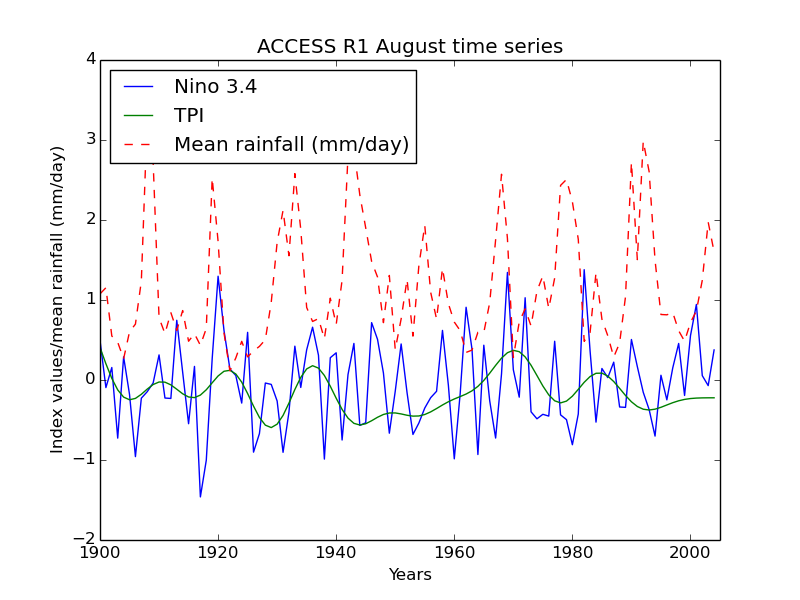 ACCESS R1 August time series
Nino 3.4
TPI
Mean rainfall (mm/day)
Index values/mean rainfall (mm/day)
4
3
2
1
0
−1
−2
1900 1920 1940 1960 1980 2000
Years